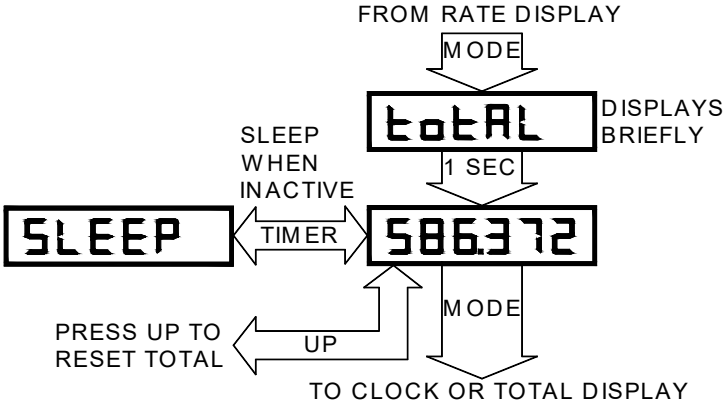 FROM RATE DISPLAY
MODE
totAL
DISPLAYS
BRIEFLY
1 SEC
SLEEP
WHEN
INACTIVE
SLEEP
TIMER
586.372
MODE
PRESS UP TO
RESET TOTAL
UP
TO CLOCK OR TOTAL DISPLAY